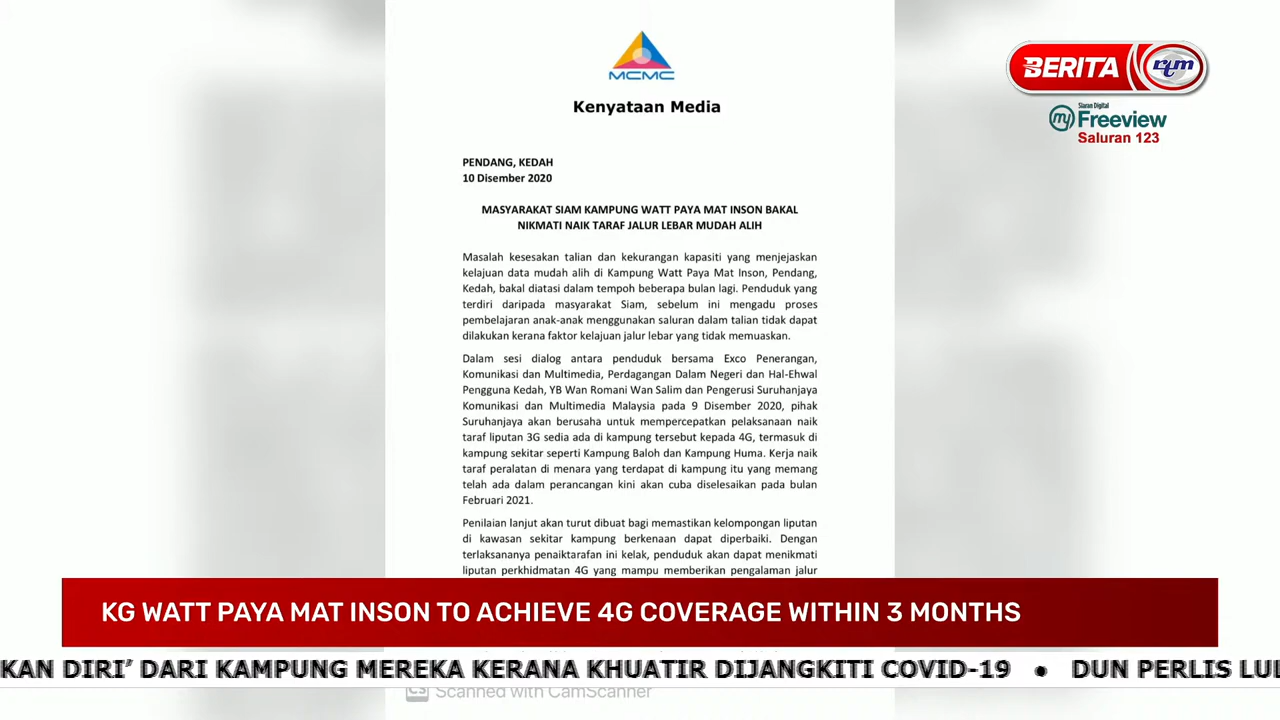 MCMC
Kenyataan Media
PENDANG, KEDAH
10 Disember 2020
MASYARAKAT SIAM KAMPUNG WATT PAYA MAT INSON BAKAL
NIKMATI NAIK TARAF JALUR LEBAR MUDAH ALIH
Masalah kesesakan talian dan kekurangan kapasiti yang menjejaskan
kelajuan data mudah alih di Kampung Watt Paya Mat Inson, Pendang,
Kedah, bakal diatasi dalam tempoh beberapa bulan lagi. Penduduk yang
terdiri daripada masyarakat Siam, sebelum ini mengadu proses
pembelajaran anak-anak menggunakan saluran dalam talian tidak dapat
dilakukan kerana faktor kelajuan jalur lebar yang tidak memuaskan.
Dalam sesi dialog antara penduduk bersama Exco Penerangan,
Komunikasi dan Multimedia, Perdagangan Dalam Negeri dan Hal-Ehwal
Pengguna Kedah, YB Wan Romani Wan Salim dan Pengerusi Suruhanjaya
Komunikasi dan Multimedia Malaysia pada 9 Disember 2020, pihak
Suruhanjaya akan berusaha untuk mempercepatkan pelaksanaan naik
taraf liputan 3G sedia ada di kampung tersebut kepada 4G, termasuk di
kampung sekitar seperti Kampung Baloh dan Kampung Huma. Kerja naik
taraf peralatan di menara yang terdapat di kampung itu yang memang
telah ada dalam perancangan kini akan cuba diselesaikan pada bulan
Februari 2021.
Penilaian lanjut akan turut dibuat bagi memastikan kelompongan liputan
di kawasan sekitar kampung berkenaan dapat diperbaiki. Dengan
terlaksananya penaiktarafan ini kelak, penduduk akan dapat menikmati
liputan perkhidmatan 4G yang mampu memberikan pengalaman jalur
BERITA rtm
Siaran Digital
my Freeview
Saluran 123
KG WATT PAYA MAT INSON TO ACHIEVE 4G COVERAGE WITHIN 3 MONTHS
KAN DIRI’ DARI KAMPUNG MEREKA KERANA KHUATIR DIJANGKITI COVID-19 • DUN PERLIS LUL
CS Scanned with CamScanner